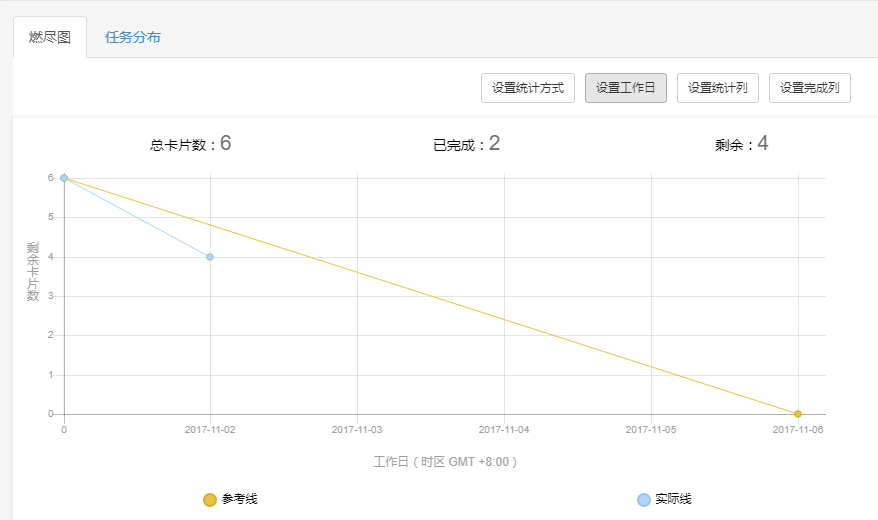 燃尽图 任务分布
设置统计方式 设置工作日 设置统计列 设置完成列
总卡片数：6 已完成：2 剩余：4
剩余卡片数
6
5
4
3
2
1
0
0 2017-11-02 2017-11-03 2017-11-04 2017-11-05 2017-11-06
工作日 ( 时区 GMT +8:00 )
参考线 实际线